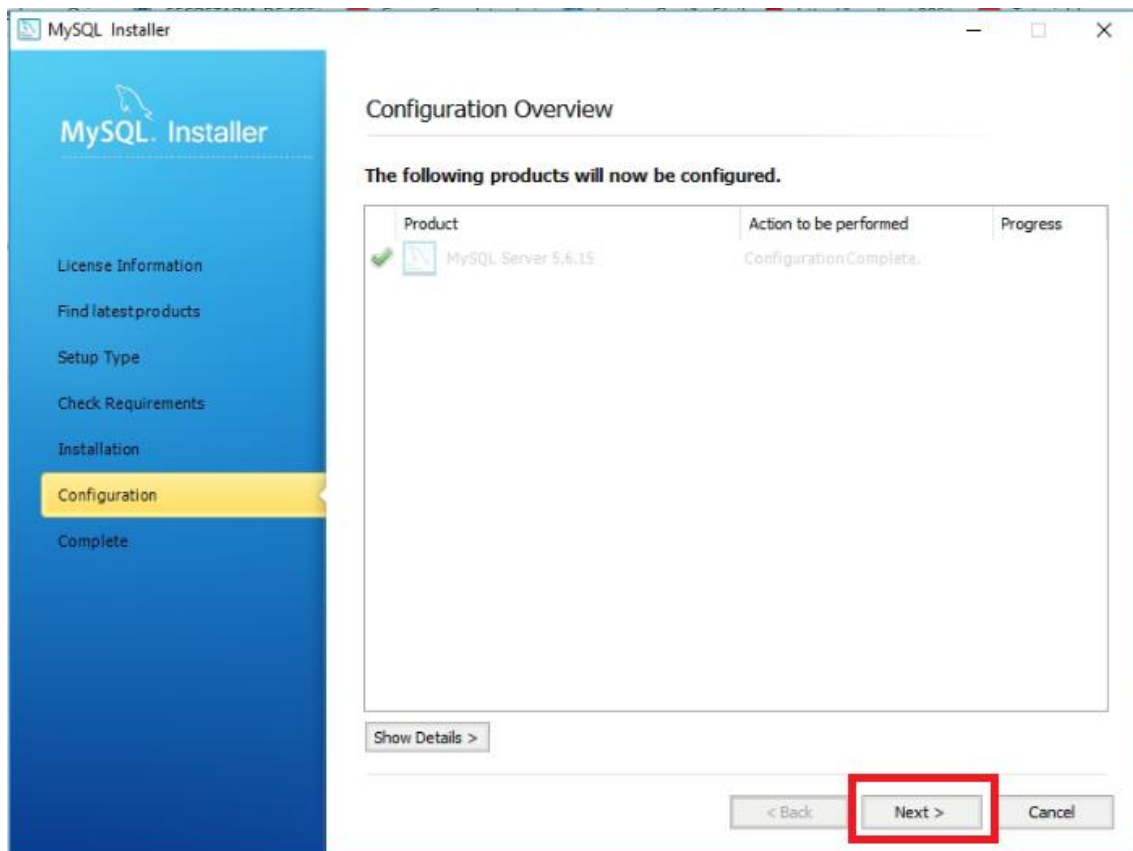 MySQL Installer
MySQL. Installer
License Information
Find latest products
Setup Type
Check Requirements
Installation
Configuration
Complete
Configuration Overview
The following products will now be configured.
Product Action to be performed Progress
MySQL Server 5.6.15 Configuration Complete.
Show Details >
< Back Next > Cancel